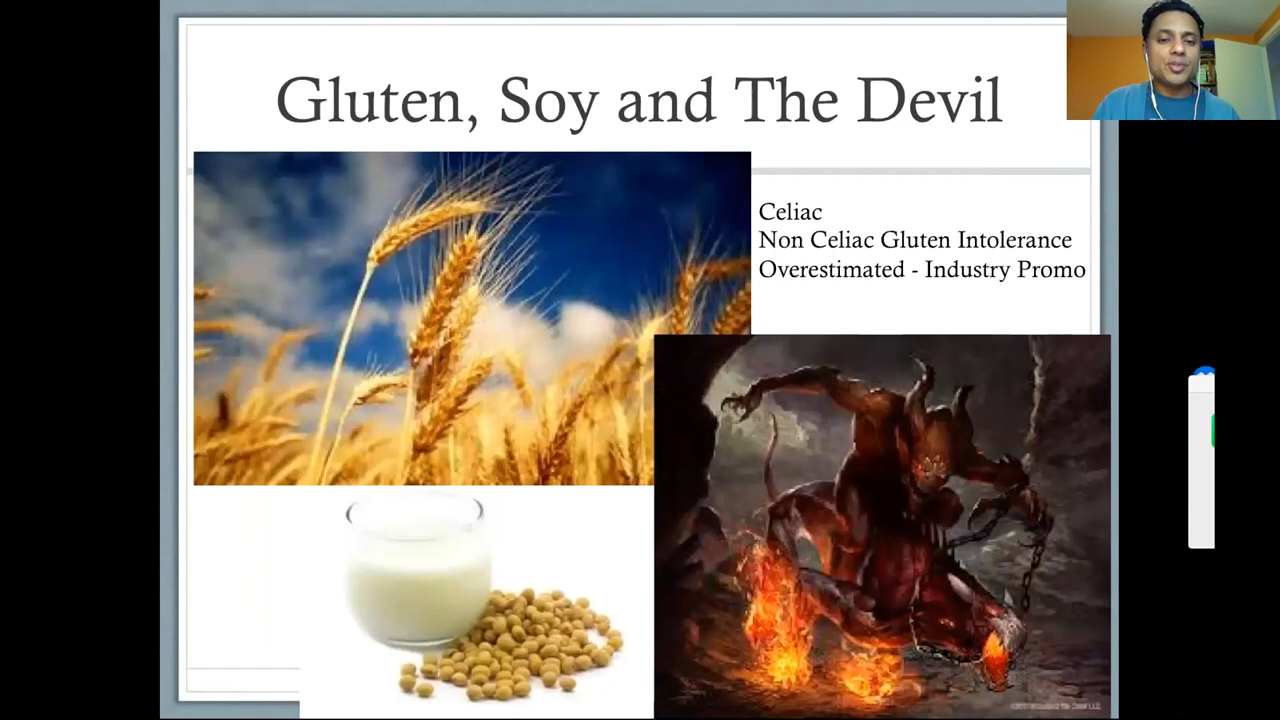 Gluten, Soy and The Devil
Celiac
Non Celiac Gluten Intolerance
Overestimated - Industry Promo